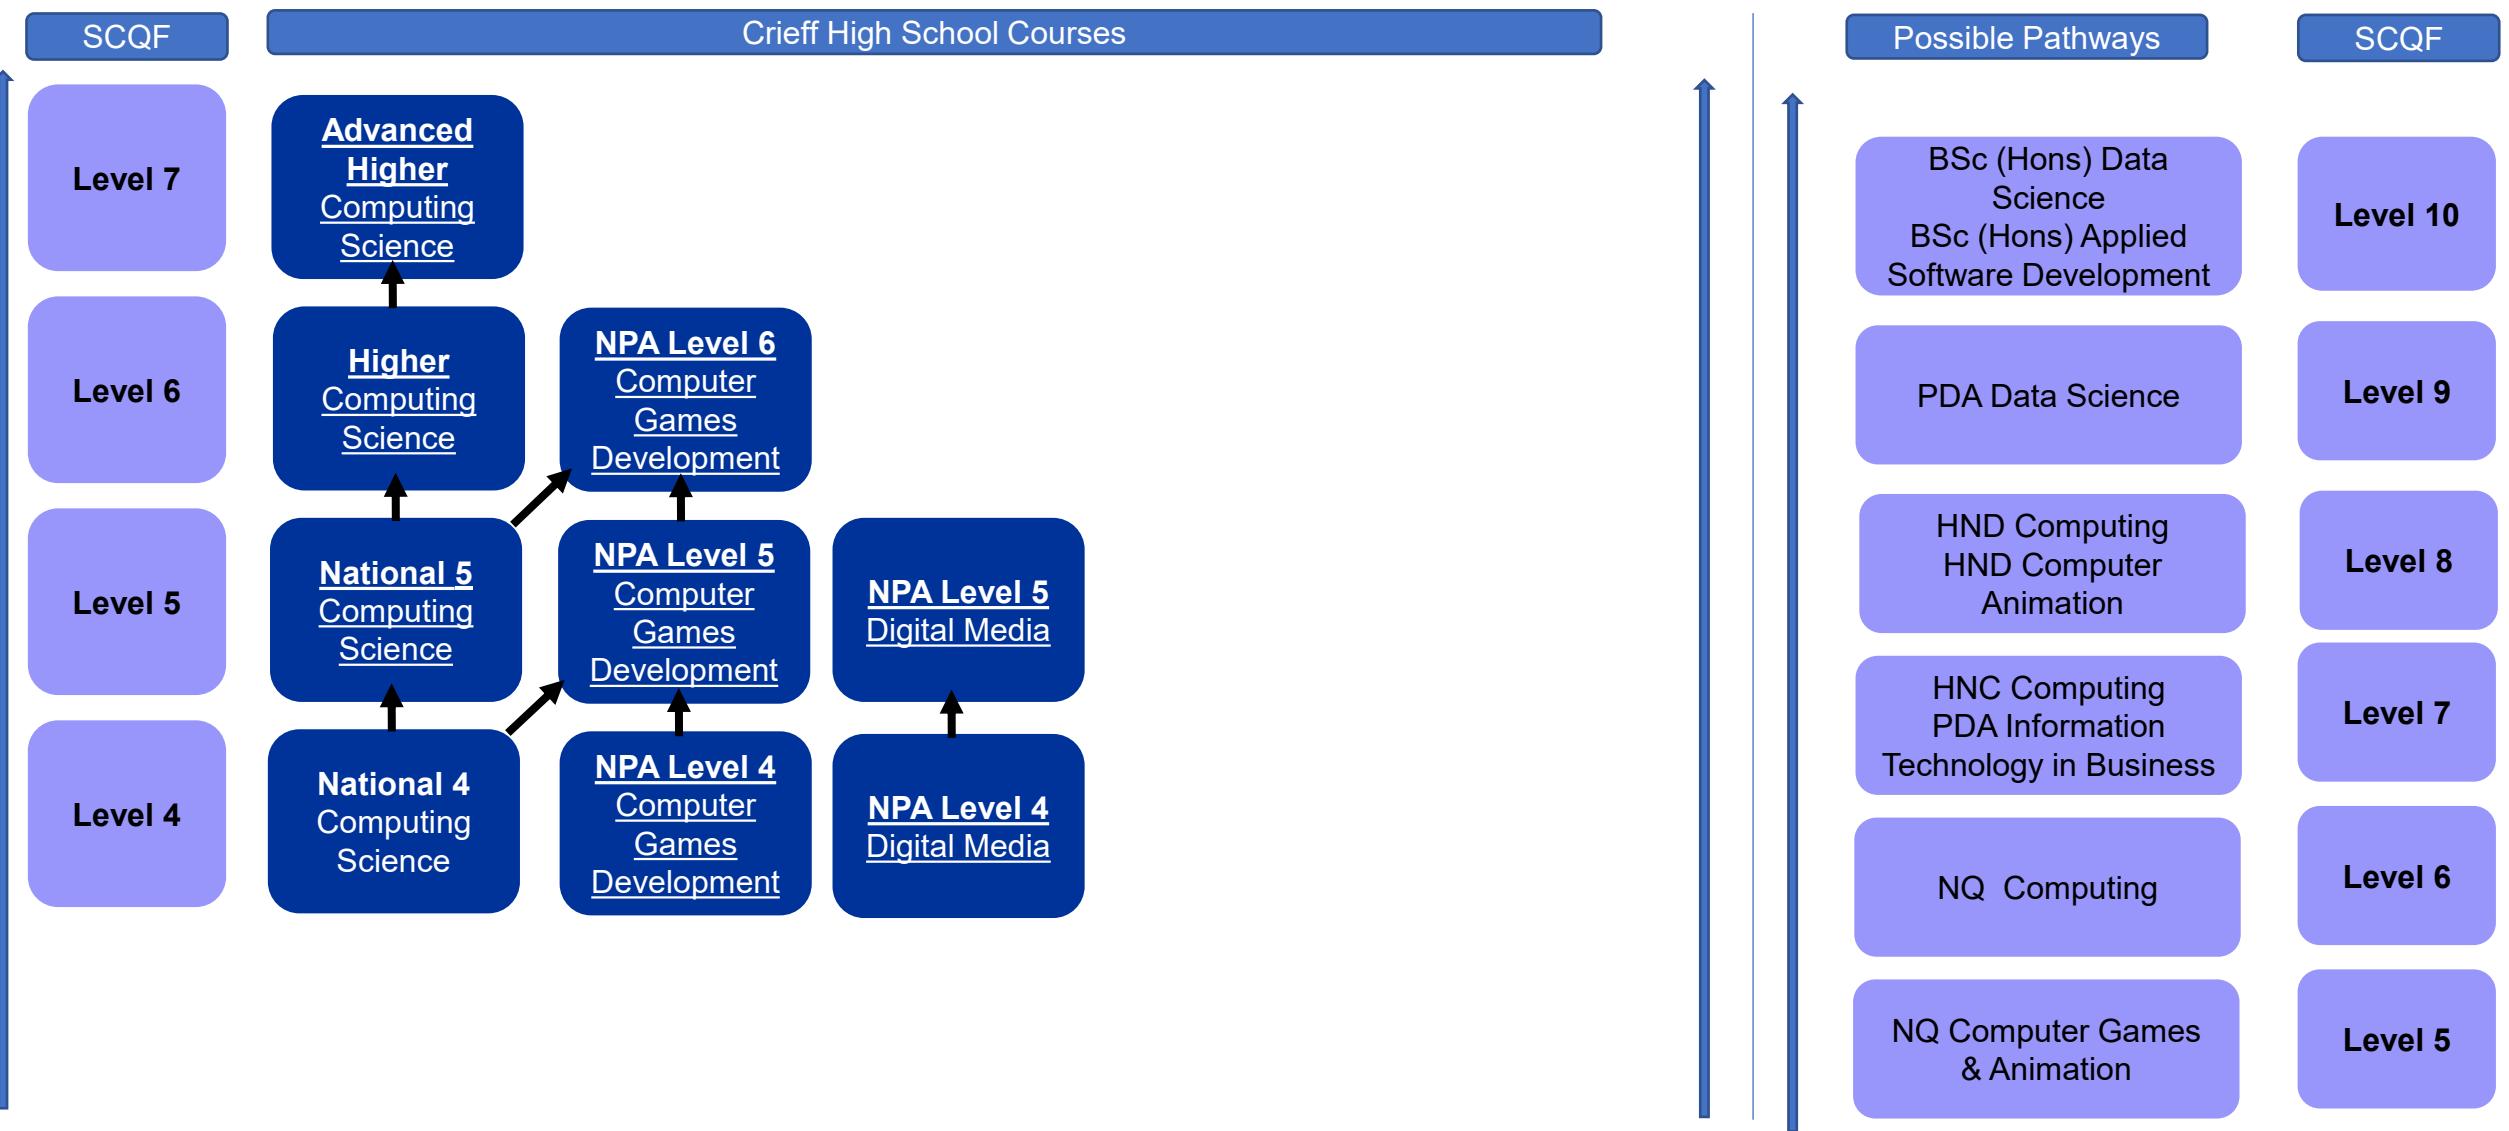 SCQF
Crieff High School Courses
Possible Pathways
SCQF
Level 7
Advanced
Higher
Computing
Science
Level 6
Higher
Computing
Science
NPA Level 6
Computer
Games
Development
Level 5
National 5
Computing
Science
NPA Level 5
Computer
Games
Development
NPA Level 5
Digital Media
Level 4
National 4
Computing
Science
NPA Level 4
Computer
Games
Development
NPA Level 4
Digital Media
BSc (Hons) Data
Science
BSc (Hons) Applied
Software Development
Level 10
PDA Data Science
Level 9
HND Computing
HND Computer
Animation
Level 8
HNC Computing
PDA Information
Technology in Business
Level 7
NQ  Computing
Level 6
NQ Computer Games
& Animation
Level 5